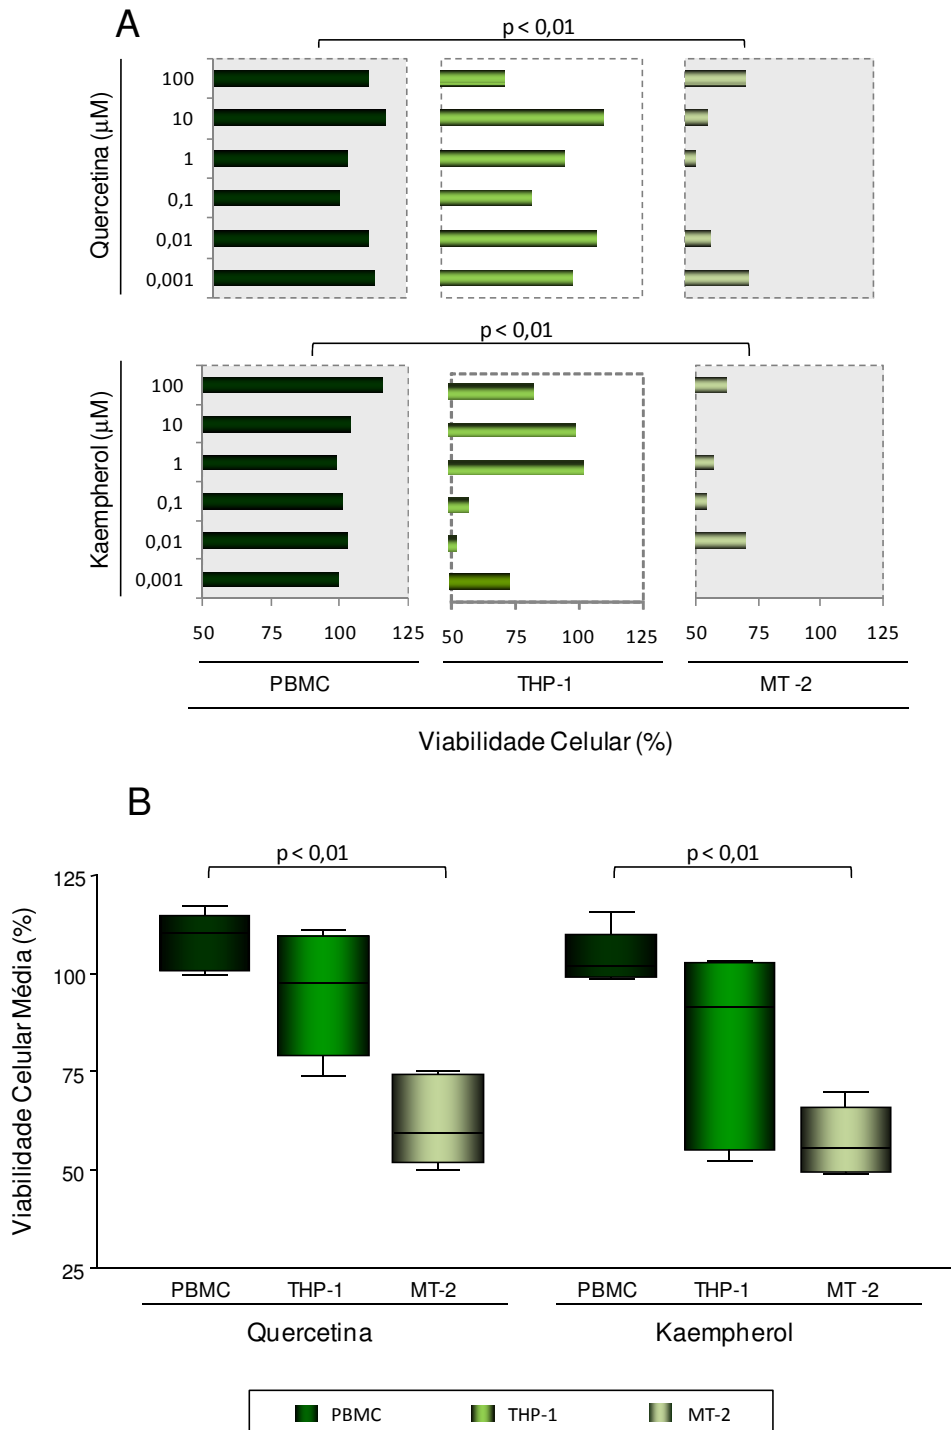 A
p < 0,01
Quercetina (µM)
100
10
1
0,1
0,01
0,001
p < 0,01
Kaempherol (µM)
100
10
1
0,1
0,01
0,001
50 75 100 125 50 75 100 125 50 75 100 125
PBMC THP-1 MT -2
Viabilidade Celular (%)
B
p < 0,01 p < 0,01
Viabilidade Celular Média (%)
125
100
75
50
25
PBMC THP-1 MT-2 PBMC THP-1 MT -2
Quercetina Kaempherol
PBMC THP-1 MT-2